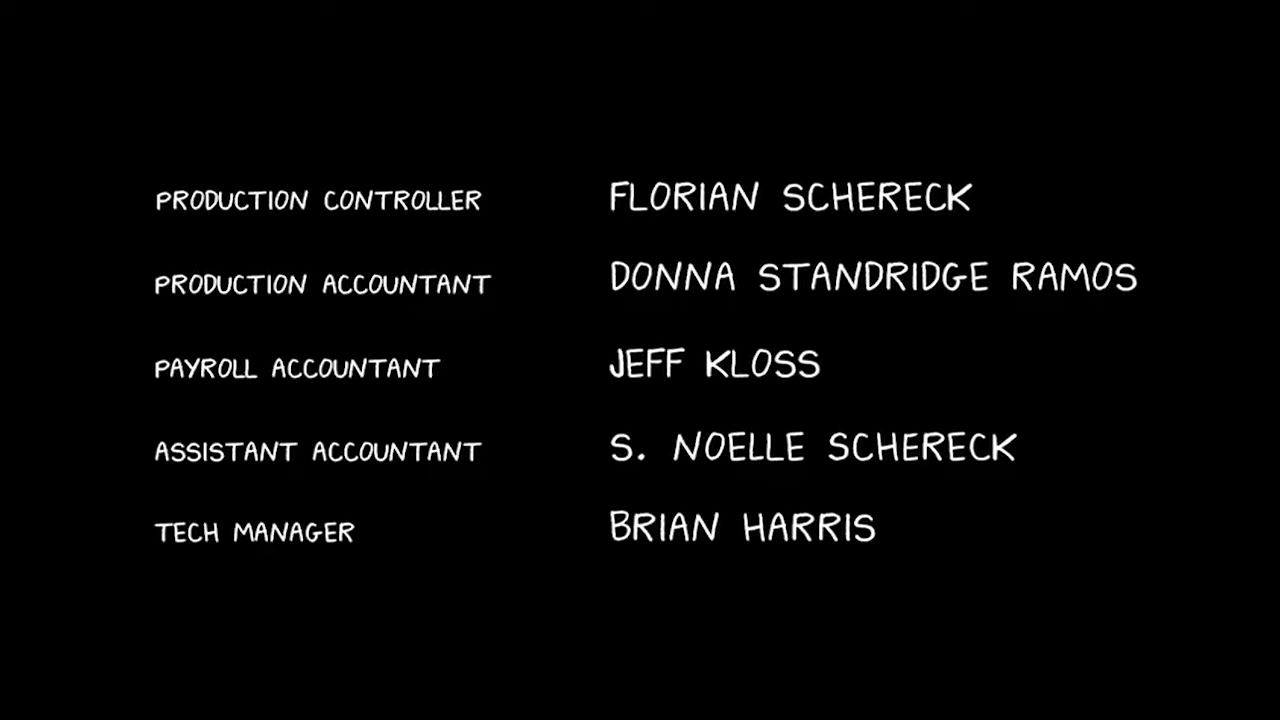 PRODUCTION CONTROLLER FLORIAN SCHERECK
PRODUCTION ACCOUNTANT DONNA STANDRIDGE RAMOS
PAYROLL ACCOUNTANT JEFF KLOSS
ASSISTANT ACCOUNTANT S. NOELLE SCHERECK
TECH MANAGER BRIAN HARRIS